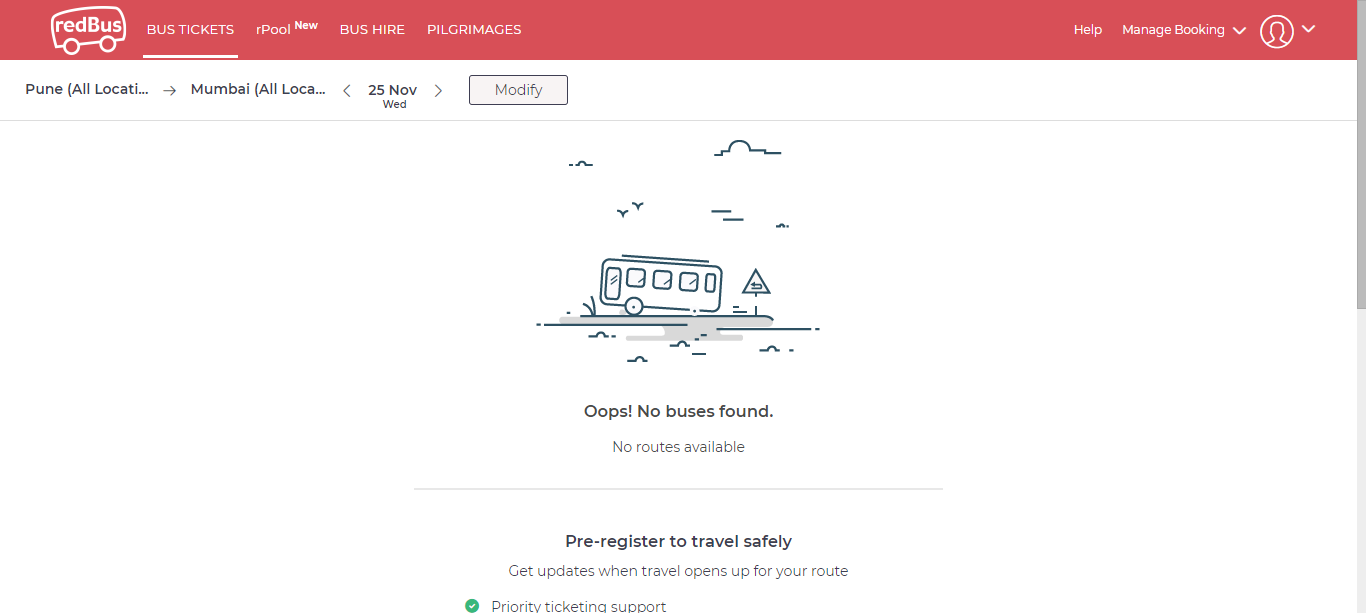 redBus
BUS TICKETS
rPool New
BUS HIRE
PILGRIMAGES
Help
Manage Booking
Pune (All Locati...
Mumbai (All Loca...
25 Nov
Wed
Modify
Oops! No buses found.
No routes available
Pre-register to travel safely
Get updates when travel opens up for your route
Priority ticketing support